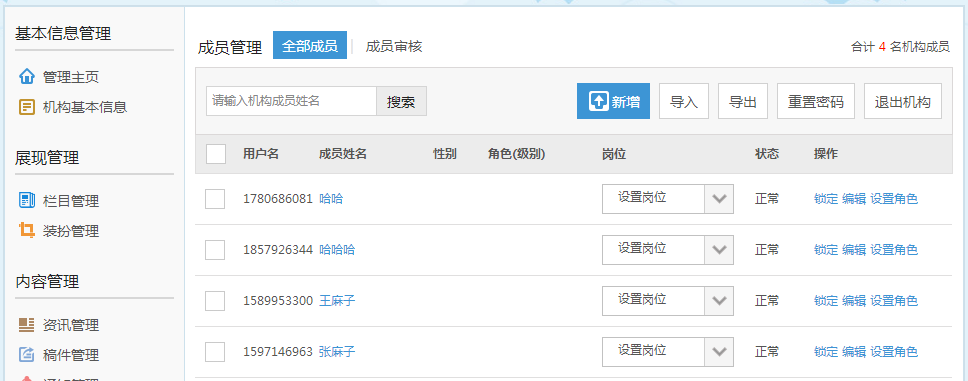 基本信息管理
管理主页
机构基本信息
展现管理
栏目管理
装扮管理
内容管理
资讯管理
稿件管理
成员管理 全部成员 成员审核 合计 4 名机构成员
请输入机构成员姓名 搜索 新增 导入 导出 重置密码 退出机构
用户名 成员姓名 性别 角色(级别) 岗位 状态 操作
1780686081 哈哈 设置岗位 正常 锁定 编辑 设置角色
1857926344 哈哈哈 设置岗位 正常 锁定 编辑 设置角色
1589953300 王麻子 设置岗位 正常 锁定 编辑 设置角色
1597146963 张麻子 设置岗位 正常 锁定 编辑 设置角色